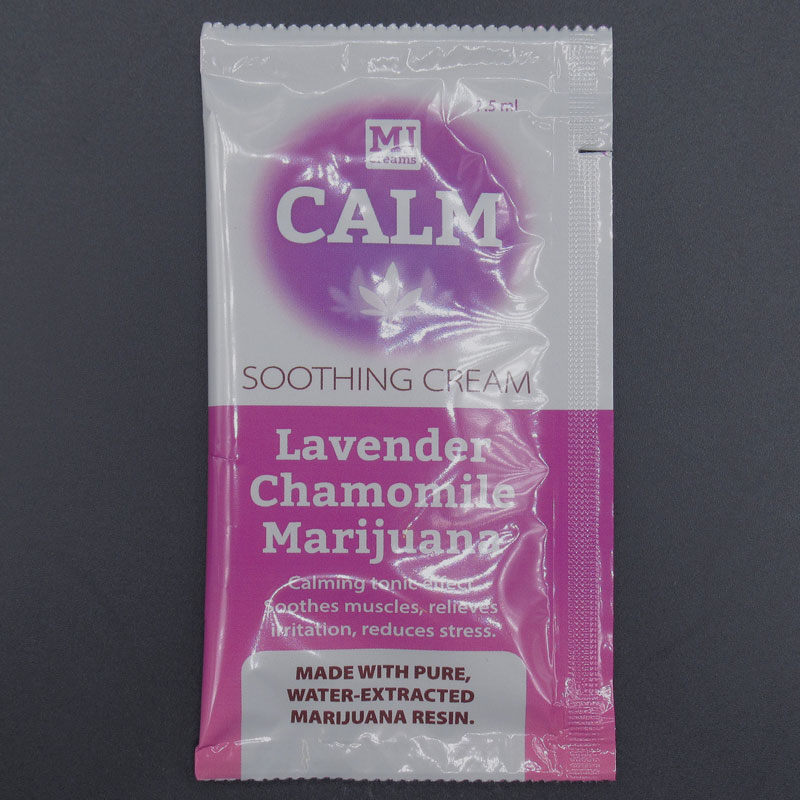 MJ
creams
CALM
SOOTHING CREAM
Lavender
Chamomile
Marijuana
Calming tonic effect.
Soothes muscles, relieves
irritation, reduces stress.
MADE WITH PURE,
WATER-EXTRACTED
MARIJUANA RESIN.